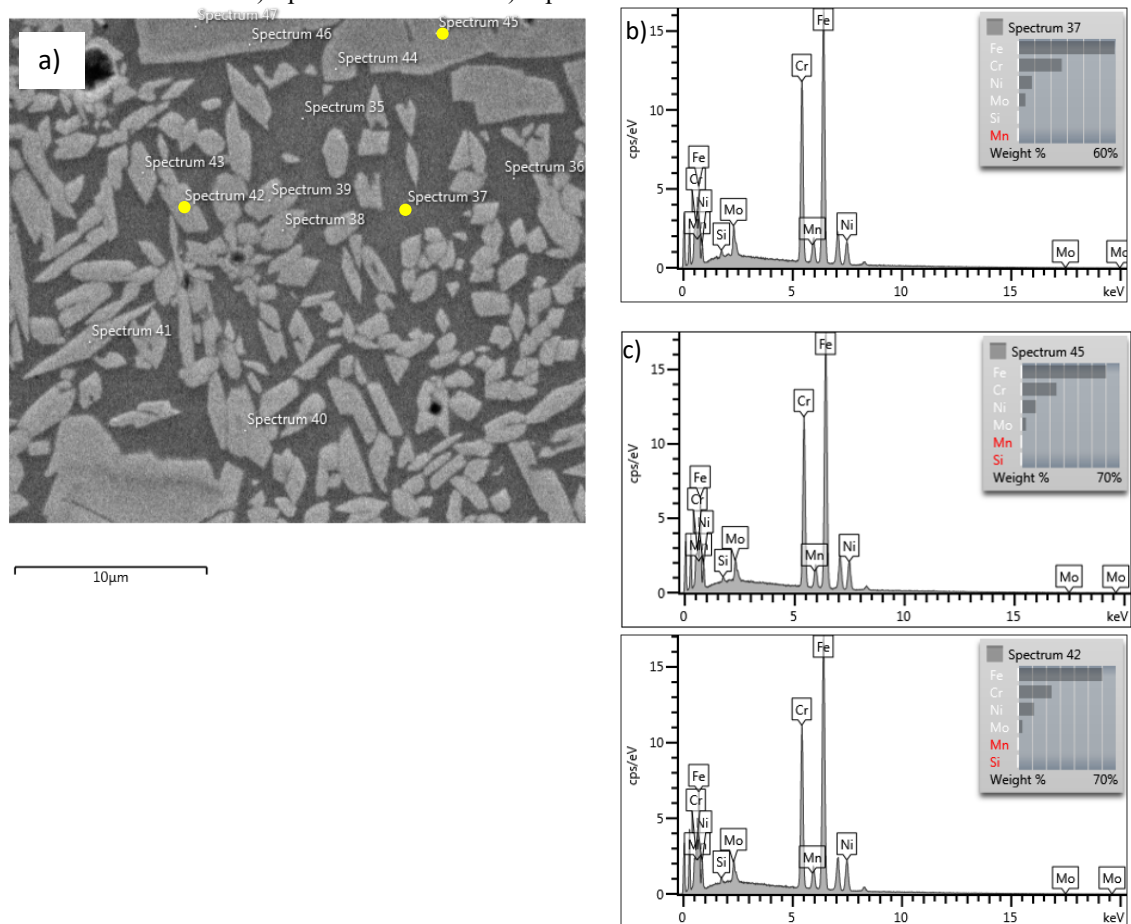 a)
Spectrum 47
Spectrum 46
Spectrum 45
Spectrum 44
Spectrum 35
Spectrum 43
Spectrum 36
Spectrum 42
Spectrum 39
Spectrum 37
Spectrum 38
Spectrum 41
Spectrum 40
10µm
b)
cps/eV
15
10
5
0
Fe
Cr
Fe
Cr
Ni
Mn
Si
Mo
Mn
Ni
Mo
Mo
0
5
10
15
keV
Spectrum 37
Fe
Cr
Ni
Mo
Si
Mn
Weight %
60%
c)
cps/eV
15
10
5
0
Fe
Cr
Fe
Cr
Ni
Mn
Si
Mo
Mn
Ni
Mo
Mo
0
5
10
15
keV
Spectrum 45
Fe
Cr
Ni
Mo
Mn
Si
Weight %
70%
cps/eV
15
10
5
0
Fe
Cr
Fe
Cr
Ni
Mn
Si
Mo
Mn
Ni
Mo
Mo
0
5
10
15
keV
Spectrum 42
Fe
Cr
Ni
Mo
Mn
Si
Weight %
70%